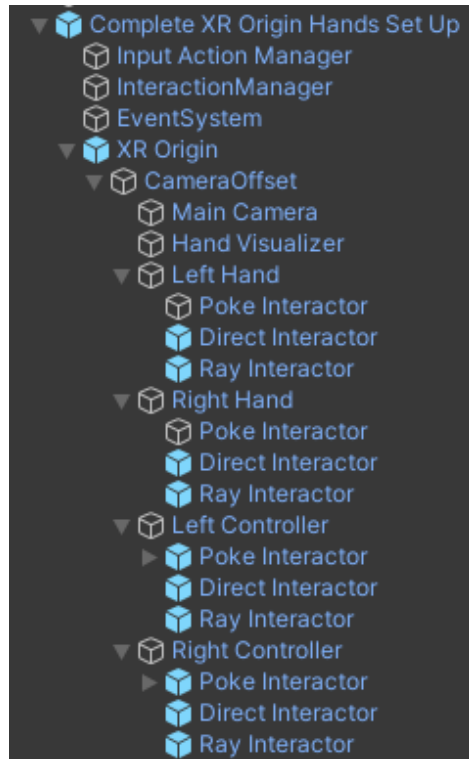 Complete XR Origin Hands Set Up
Input Action Manager
InteractionManager
EventSystem
XR Origin
CameraOffset
Main Camera
Hand Visualizer
Left Hand
Poke Interactor
Direct Interactor
Ray Interactor
Right Hand
Poke Interactor
Direct Interactor
Ray Interactor
Left Controller
Poke Interactor
Direct Interactor
Ray Interactor
Right Controller
Poke Interactor
Direct Interactor
Ray Interactor